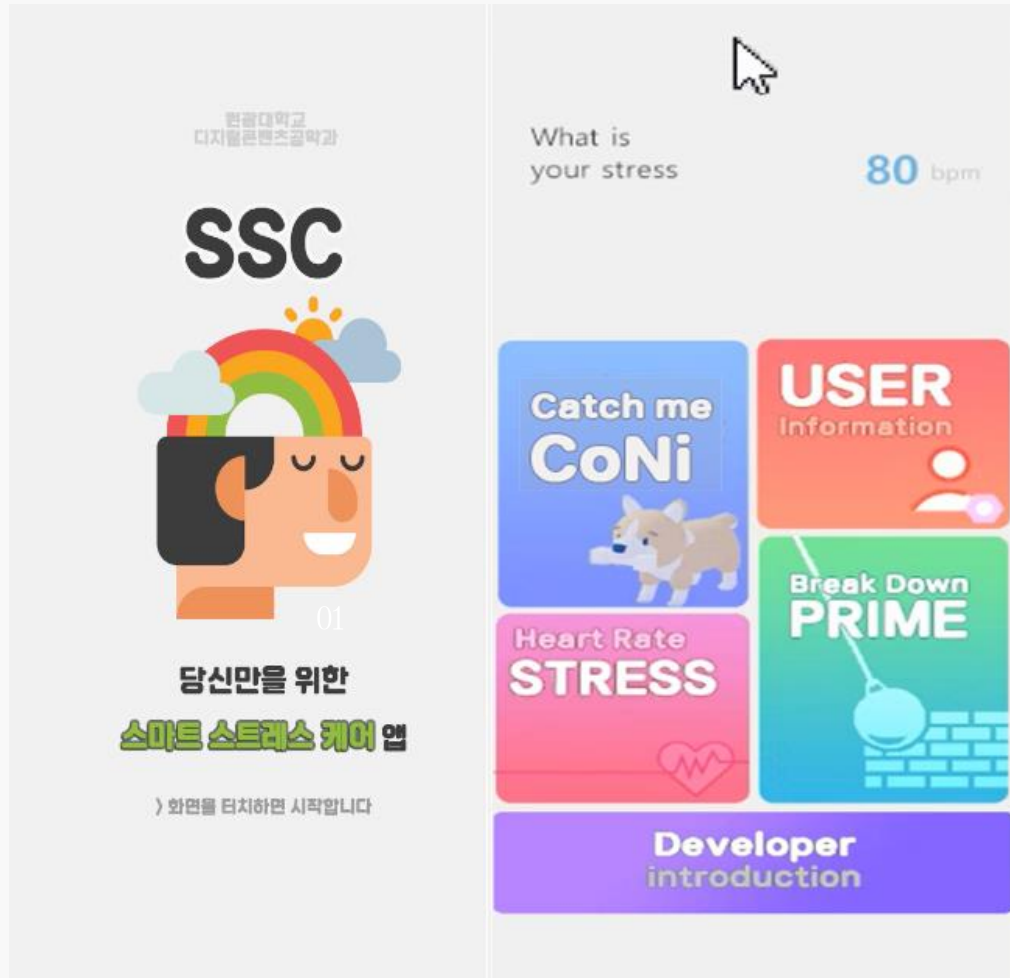 원광대학교
디지털콘텐츠공학과
SSC
01
당신만을 위한
스마트 스트레스 케어 앱
> 화면을 터치하면 시작합니다
What is
your stress
80 bpm
Catch me
CoNi
USER
Information
Heart Rate
STRESS
Break Down
PRIME
Developer
introduction